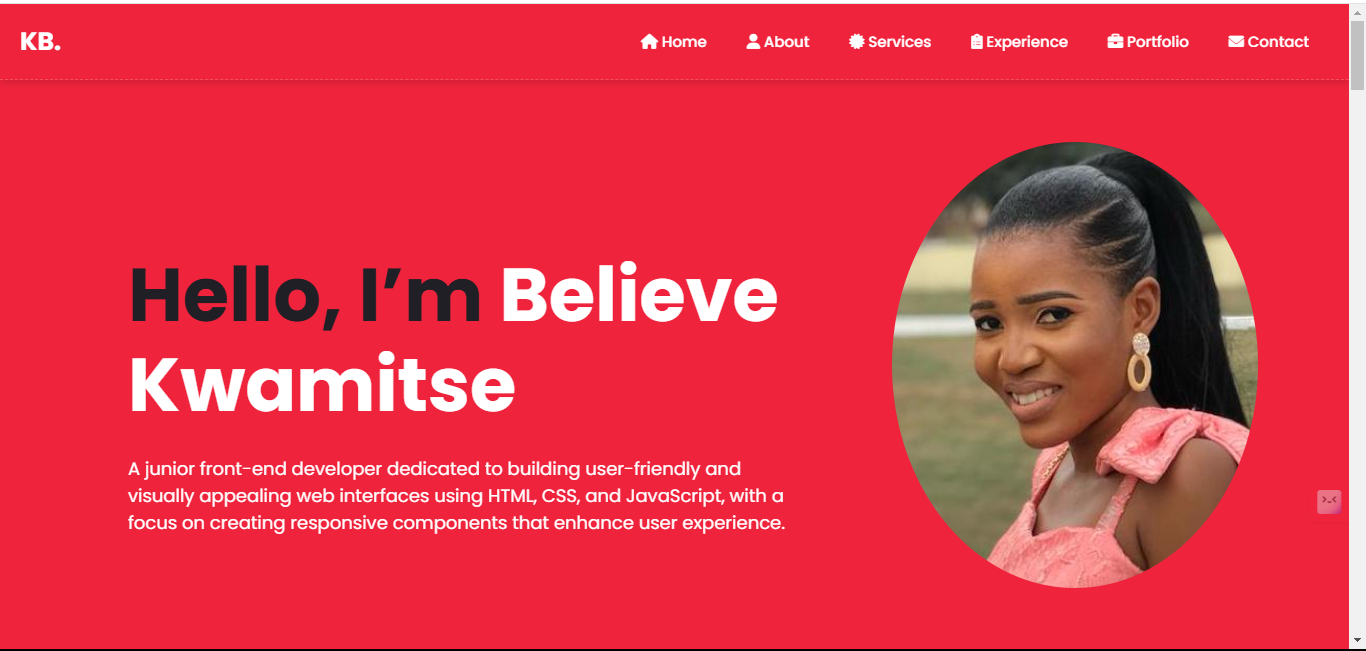 KB.
Home About Services Experience Portfolio Contact
Hello, I’m Believe
Kwamitse
A junior front-end developer dedicated to building user-friendly and
visually appealing web interfaces using HTML, CSS, and JavaScript, with a
focus on creating responsive components that enhance user experience.